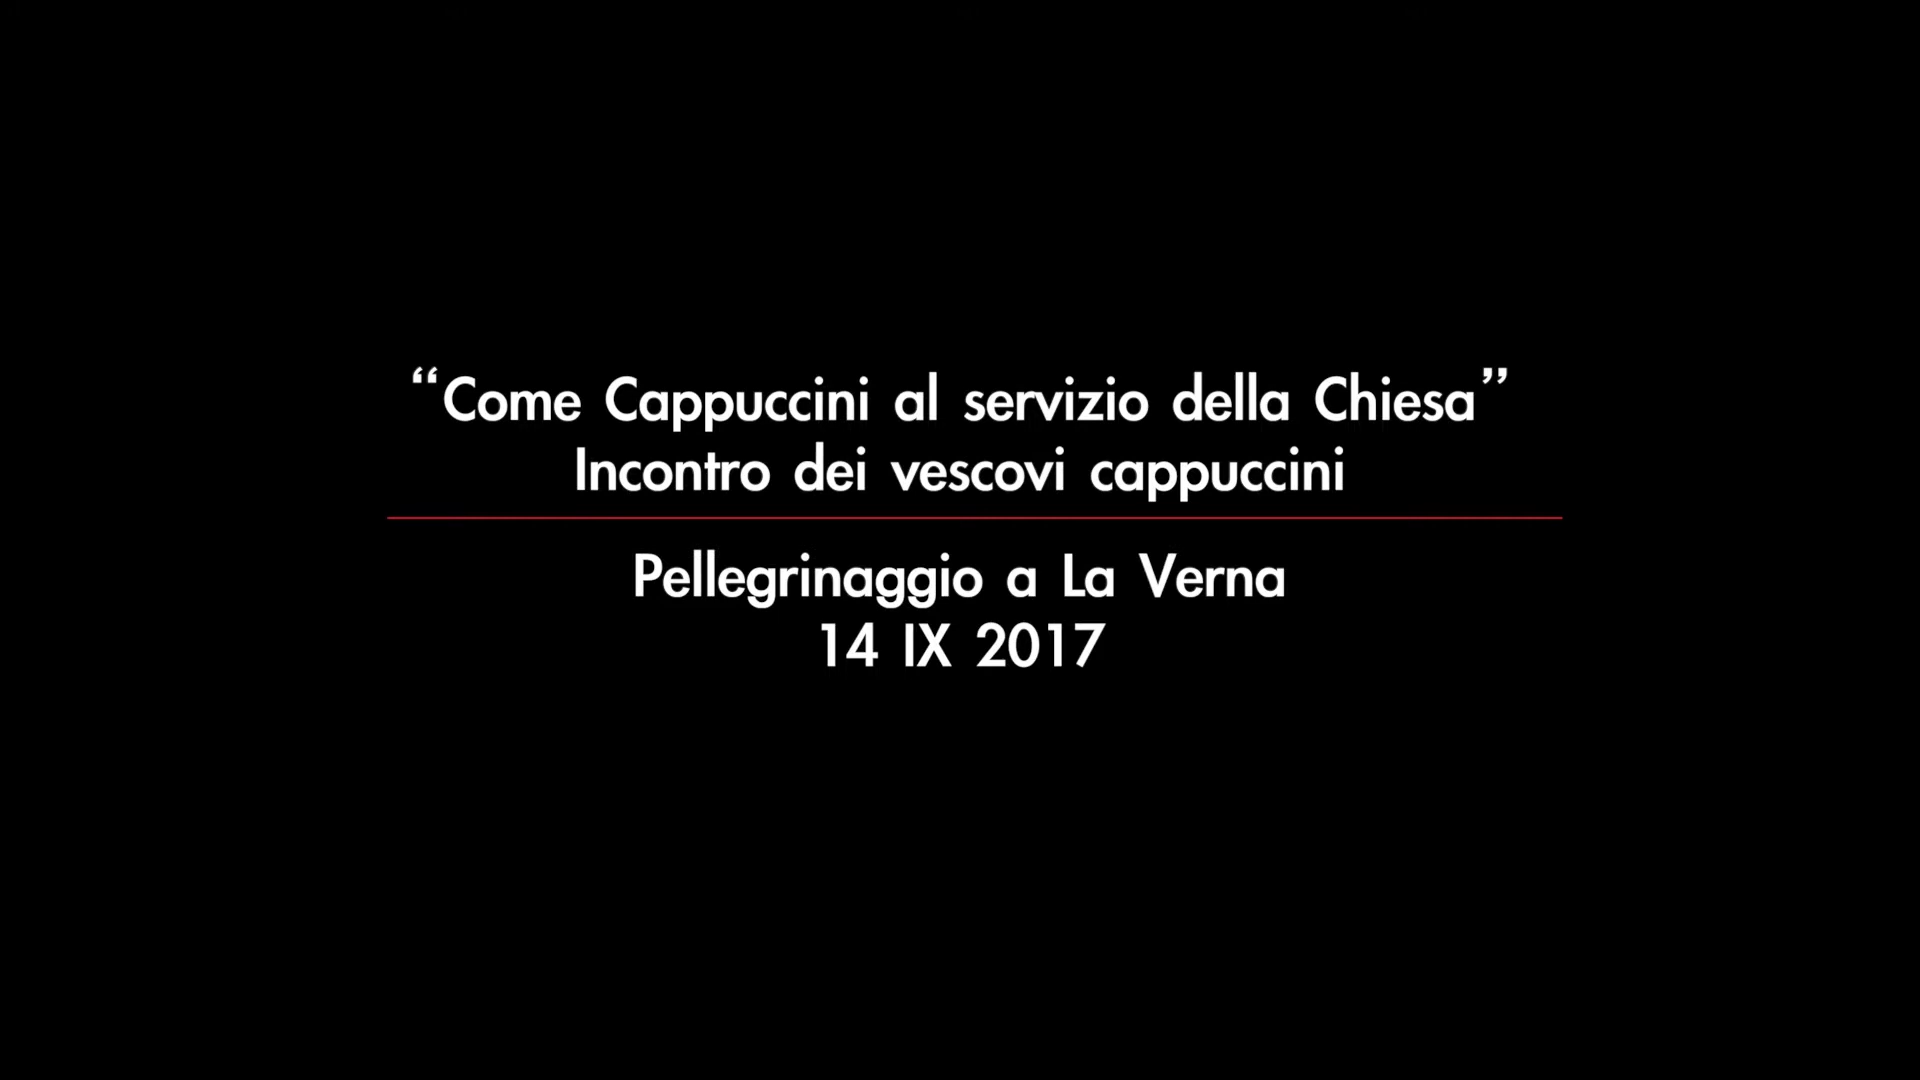 “Come Cappuccini al servizio della Chiesa”
Incontro dei vescovi cappuccini
Pellegrinaggio a La Verna
14 IX 2017